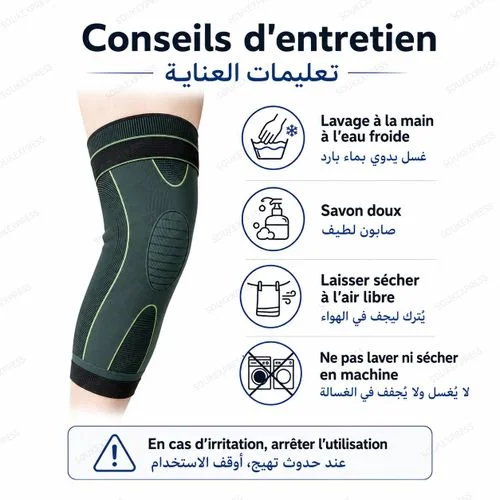 Conseils d'entretien
تعليمات العناية
Lavage à la main
à l'eau froide
غسل يدوي بماء بارد
Savon doux
صابون لطيف
Laisser sécher
à l'air libre
يُترك ليجف في الهواء
Ne pas laver ni sécher
en machine
لا يُغسل ولا يُجفف في الغسالة
En cas d'irritation, arrêter l'utilisation
عند حدوث تهيج، أوقف الاستخدام
SOUKEXPRESS